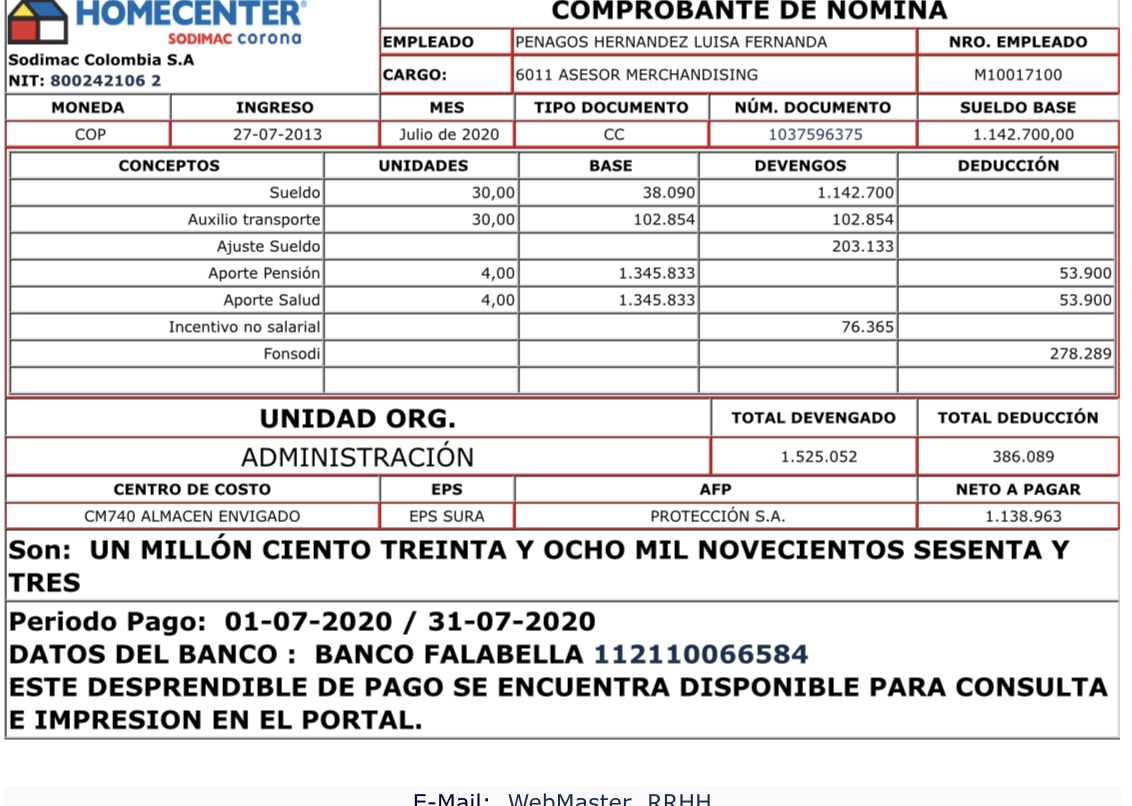 HOMECENTER
SODIMAC corona
Sodimac Colombia S.A
NIT: 800242106 2
COMPROBANTE DE NÓMINA
EMPLEADO PENAGOS HERNANDEZ LUISA FERNANDA NRO. EMPLEADO
CARGO: 6011 ASESOR MERCHANDISING M10017100
MONEDA INGRESO MES TIPO DOCUMENTO NÚM. DOCUMENTO SUELDO BASE
COP 27-07-2013 Julio de 2020 CC 1037596375 1.142.700,00
CONCEPTOS UNIDADES BASE DEVENGOS DEDUCCIÓN
Sueldo 30,00 38.090 1.142.700
Auxilio transporte 30,00 102.854 102.854
Ajuste Sueldo 203.133
Aporte Pensión 4,00 1.345.833 53.900
Aporte Salud 4,00 1.345.833 53.900
Incentivo no salarial 76.365
Fonsodi 278.289
UNIDAD ORG. TOTAL DEVENGADO TOTAL DEDUCCIÓN
ADMINISTRACIÓN 1.525.052 386.089
CENTRO DE COSTO EPS AFP NETO A PAGAR
CM740 ALMACEN ENVIGADO EPS SURA PROTECCIÓN S.A. 1.138.963
Son: UN MILLÓN CIENTO TREINTA Y OCHO MIL NOVECIENTOS SESENTA Y
TRES
Periodo Pago: 01-07-2020 / 31-07-2020
DATOS DEL BANCO : BANCO FALABELLA 112110066584
ESTE DESPRENDIBLE DE PAGO SE ENCUENTRA DISPONIBLE PARA CONSULTA
E IMPRESION EN EL PORTAL.
E-Mail: WebMaster RRHH